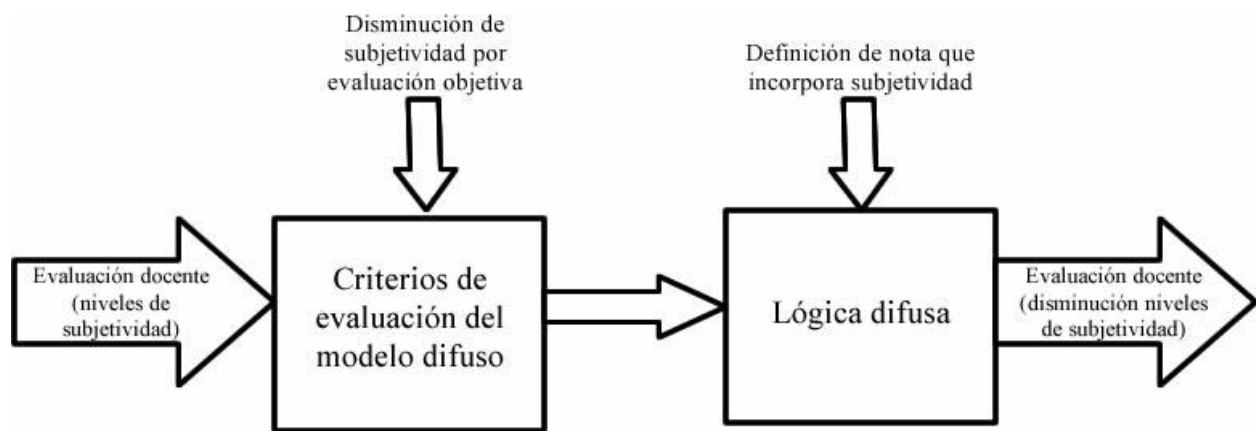 Disminución de
subjetividad por
evaluación objetiva
Definición de nota que
incorpora subjetividad
Evaluación docente
(niveles de
subjetividad)
Criterios de
evaluación del
modelo difuso
Lógica difusa
Evaluación docente
(disminución niveles
de subjetividad)